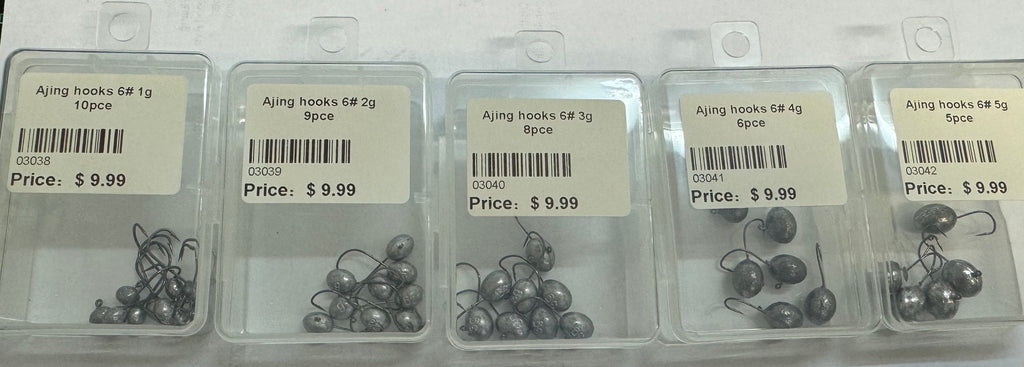 Ajing hooks 6# 1g
10pce
03038
Price: $ 9.99
Ajing hooks 6# 2g
9pce
03039
Price: $ 9.99
Ajing hooks 6# 3g
8pce
03040
Price: $ 9.99
Ajing hooks 6# 4g
6pce
03041
Price: $ 9.99
Ajing hooks 6# 5g
5pce
03042
Price: $ 9.99